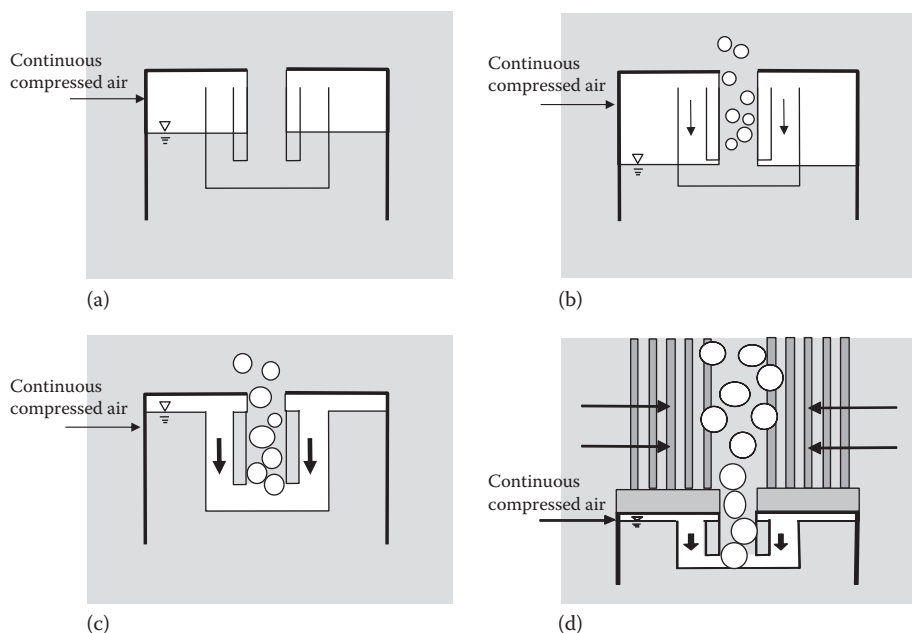 Continuous
compressed air
(a)
Continuous
compressed air
(b)
Continuous
compressed air
(c)
Continuous
compressed air
(d)